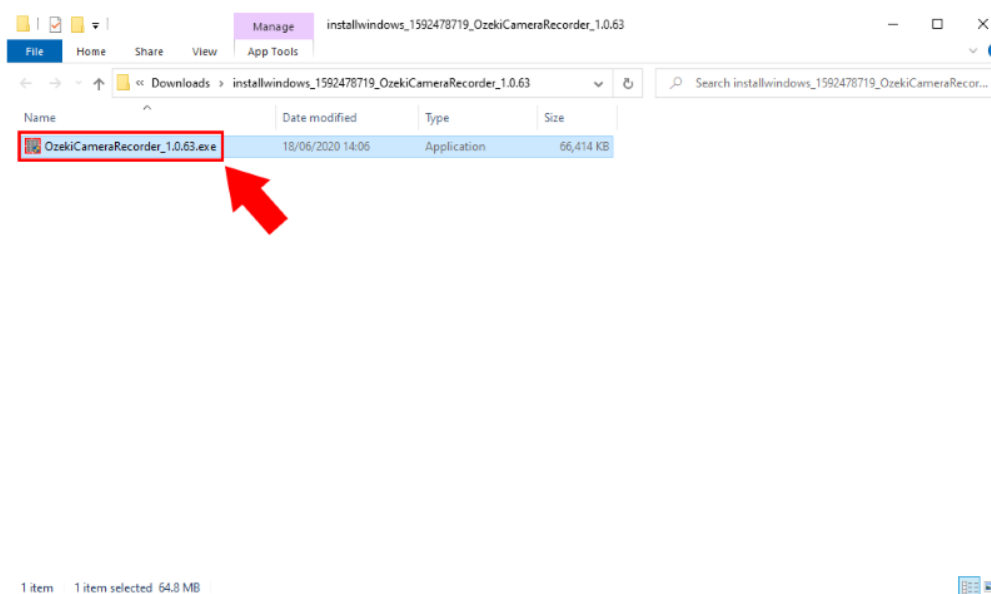 Manage
installwindows_1592478719_OzekiCameraRecorder_1.0.63
File
Home
Share
View
App Tools
« Downloads > installwindows_1592478719_OzekiCameraRecorder_1.0.63
Search installwindows_1592478719_OzekiCameraRecor...
Name
Date modified
Type
Size
OzekiCameraRecorder_1.0.63.exe
18/06/2020 14:06
Application
66,414 KB
1 item
1 item selected 64.8 MB